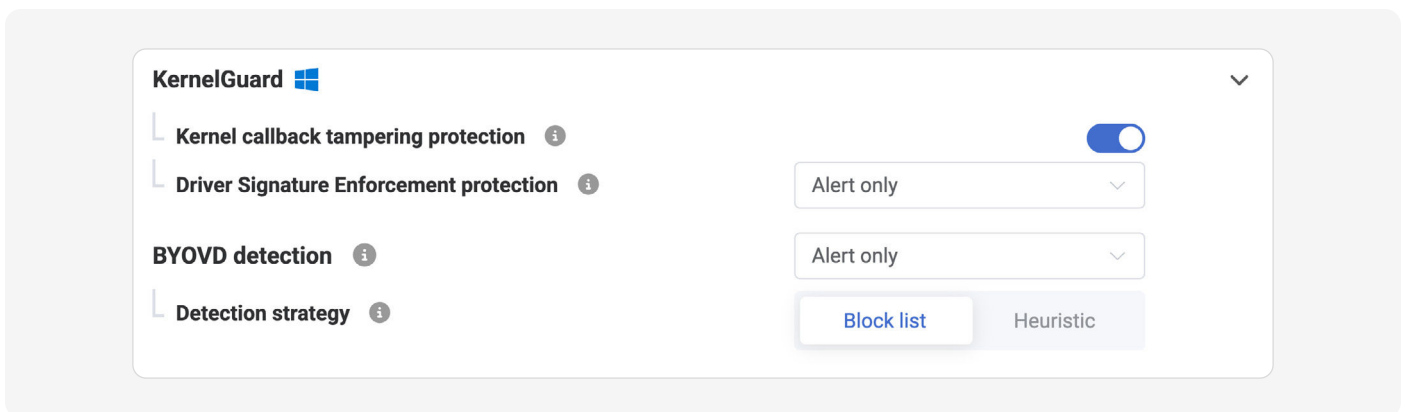 KernelGuard
Kernel callback tampering protection
Driver Signature Enforcement protection Alert only
BYOVD detection Alert only
Detection strategy Block list Heuristic